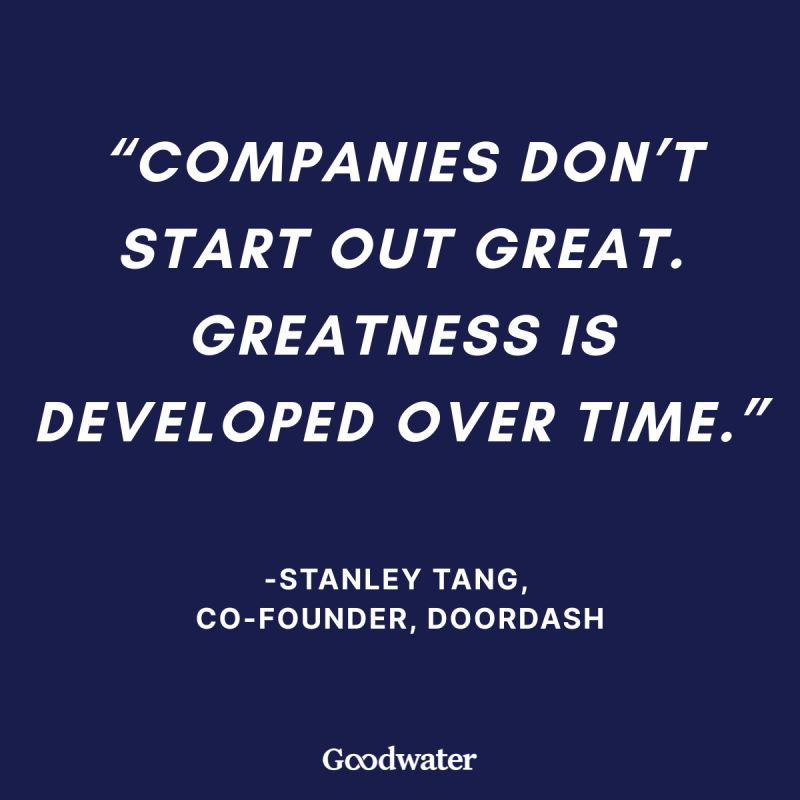 “COMPANIES DON’T
START OUT GREAT.
GREATNESS IS
DEVELOPED OVER TIME.”
-STANLEY TANG,
CO-FOUNDER, DOORDASH
Goodwater